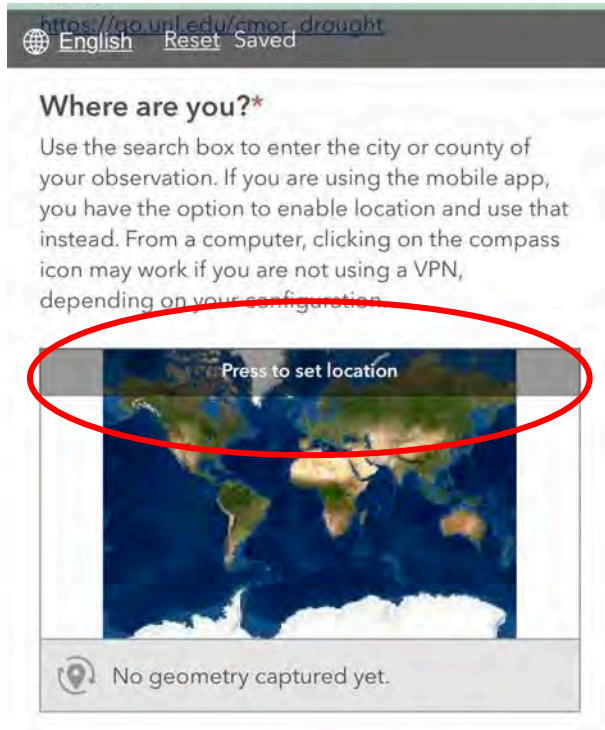 https://go.unl.edu/cmor_drought
English Reset Saved
Where are you?*
Use the search box to enter the city or county of
your observation. If you are using the mobile app,
you have the option to enable location and use that
instead. From a computer, clicking on the compass
icon may work if you are not using a VPN,
depending on your configuration.
Press to set location
No geometry captured yet.